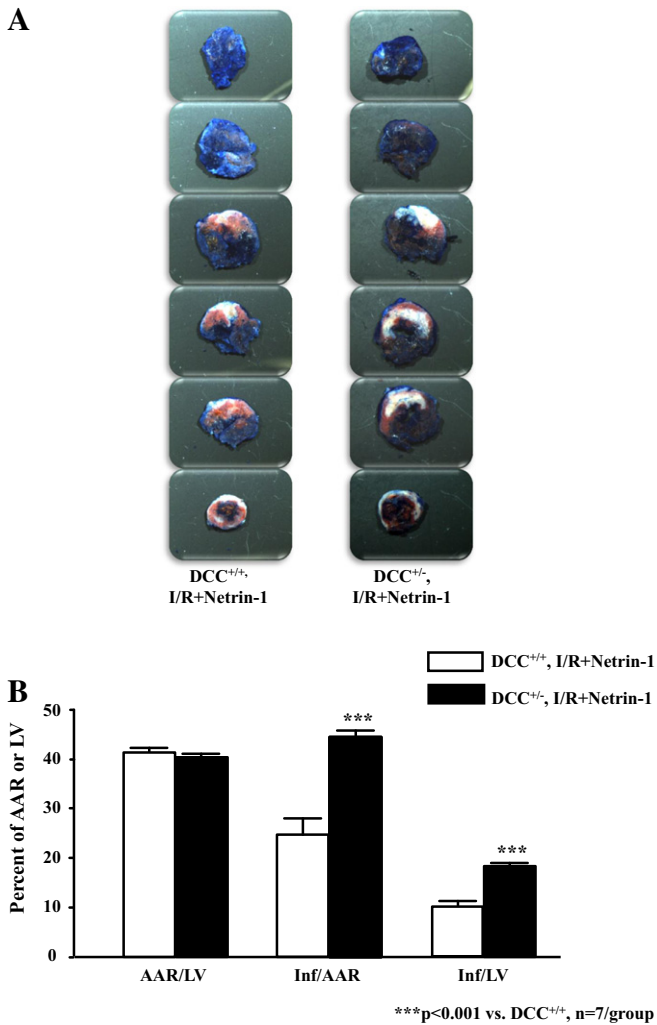 A
DCC+/+, I/R+Netrin-1
DCC+/-, I/R+Netrin-1
B
DCC+/+, I/R+Netrin-1
DCC+/-, I/R+Netrin-1
Percent of AAR or LV
50
40
30
20
10
0
***
***
AAR/LV
Inf/AAR
Inf/LV
***p<0.001 vs. DCC+/+, n=7/group